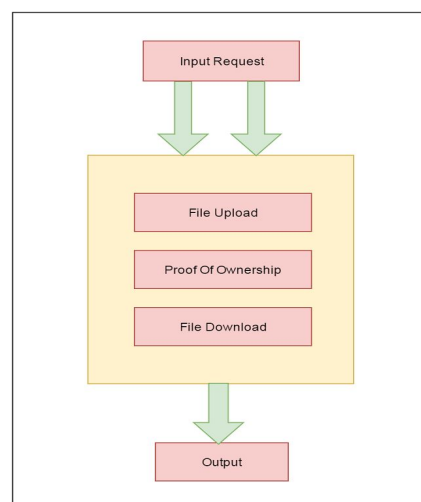 Input Request
File Upload
Proof Of Ownership
File Download
Output